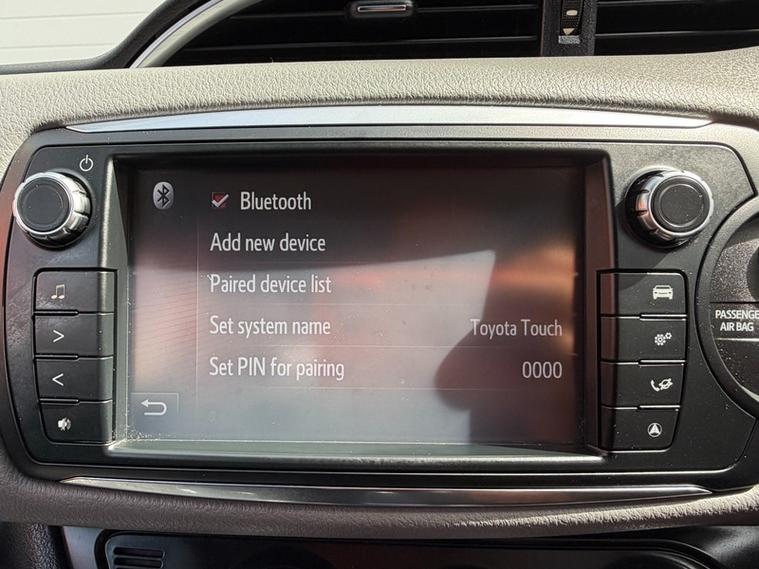 Bluetooth
Add new device
Paired device list
Set system name Toyota Touch
Set PIN for pairing 0000
PASSENGE
AIR BAG